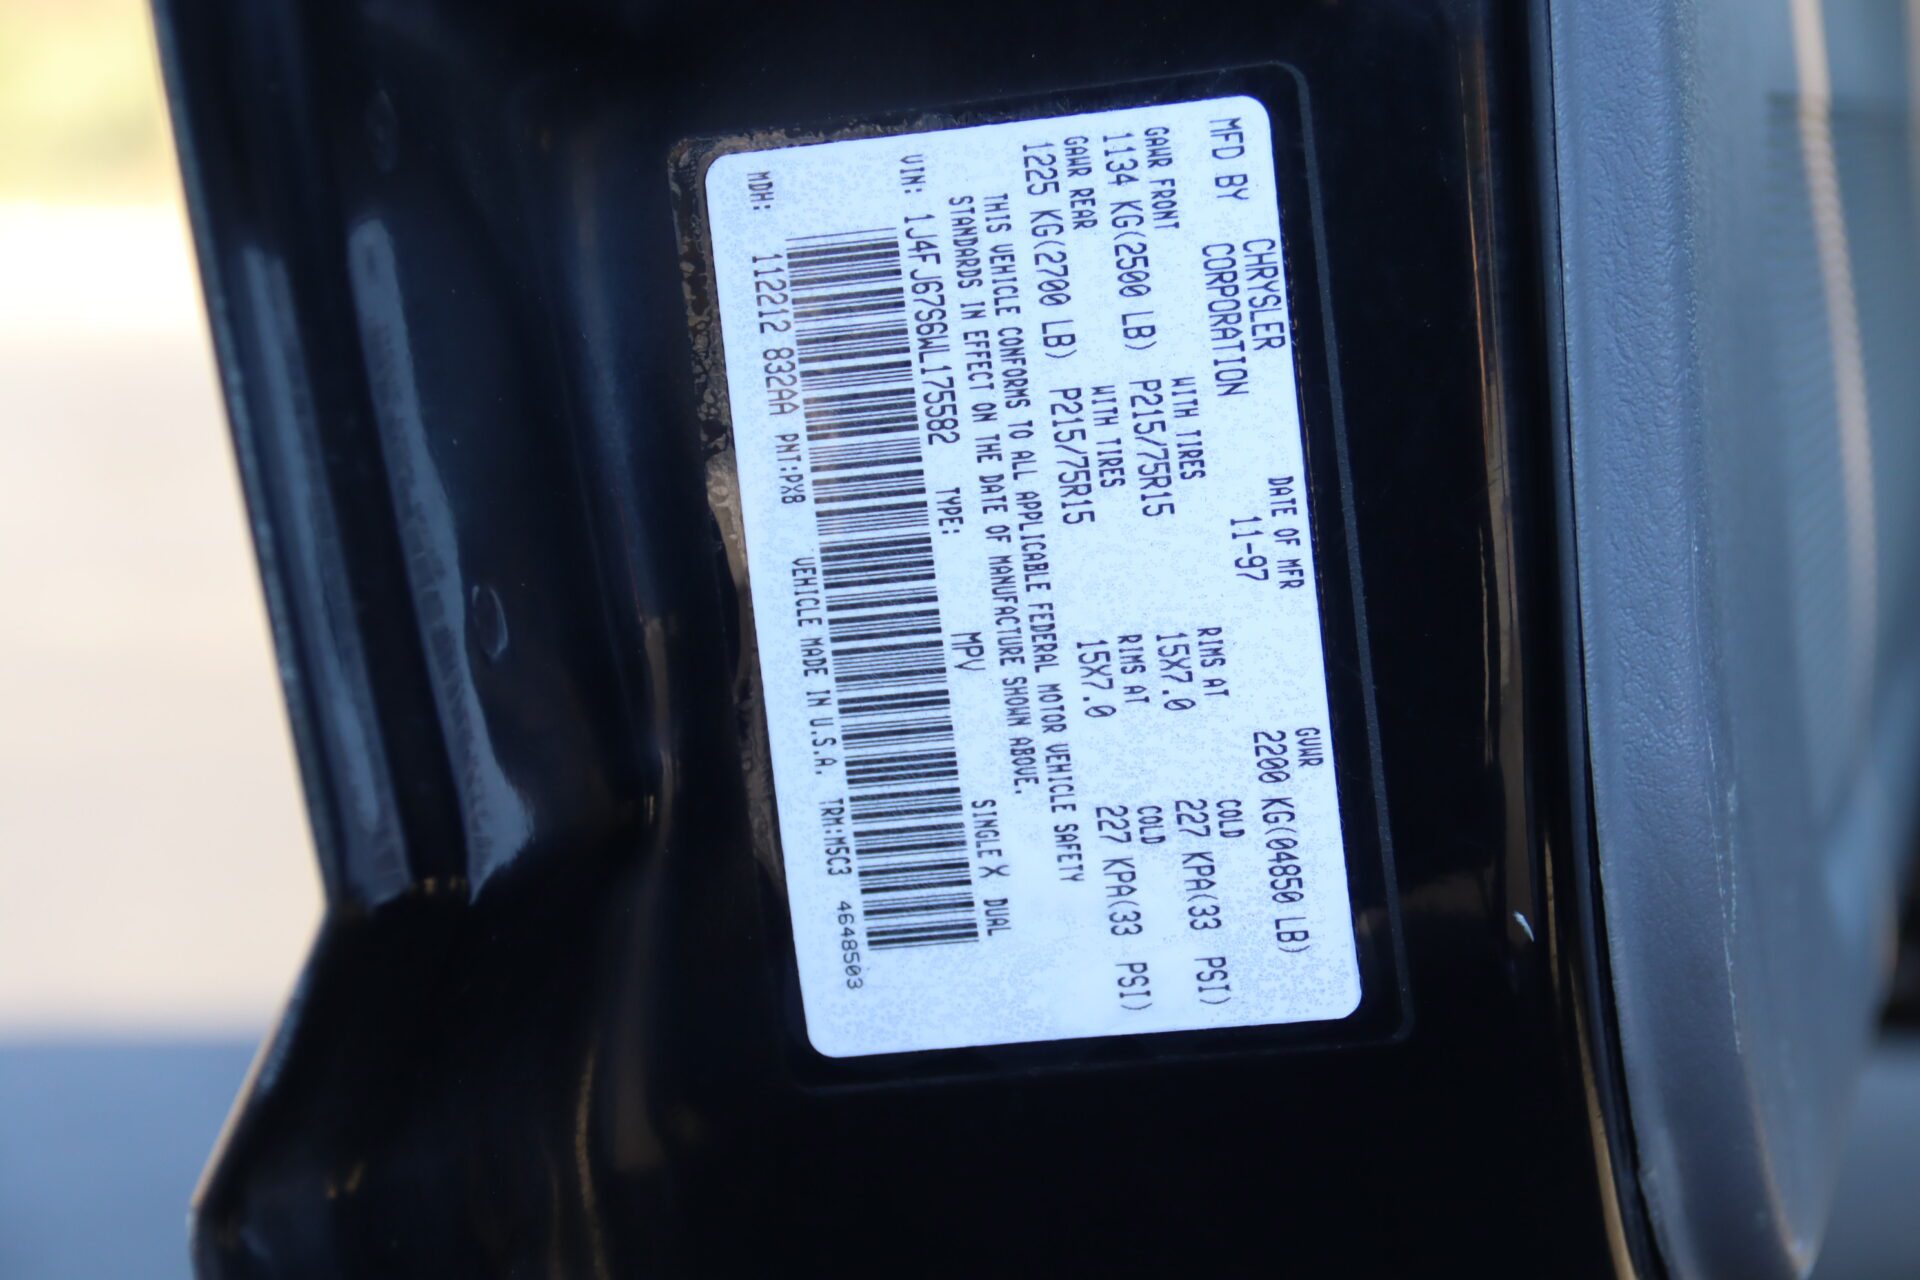 MFD BY CHRYSLER CORPORATION DATE OF MFR 11-97 GVWR 2200 KG(04850 LB)
GAWR FRONT WITH TIRES RIMS AT COLD
1134 KG(2500 LB) P215/75R15 15X7.0 227 KPA(33 PSI)
GAWR REAR WITH TIRES RIMS AT COLD
1225 KG(2700 LB) P215/75R15 15X7.0 227 KPA(33 PSI)
THIS VEHICLE CONFORMS TO ALL APPLICABLE FEDERAL MOTOR VEHICLE SAFETY
STANDARDS IN EFFECT ON THE DATE OF MANUFACTURE SHOWN ABOVE.
VIN: 1J4FJ67S6WL175582 TYPE: MPV SINGLE X DUAL
MDH: 112212 832AA PNT:PX8 VEHICLE MADE IN U.S.A. TRM:M5C3 46485503